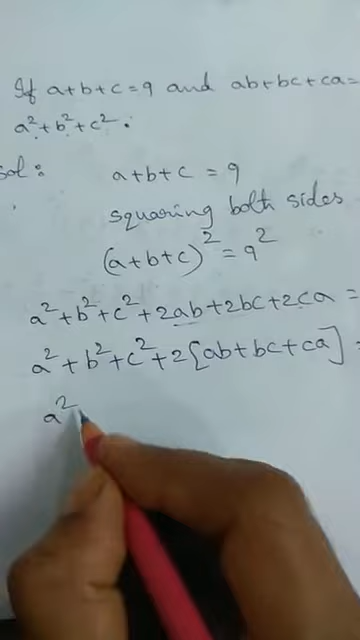 If a+b+c=9 and ab+bc+ca=
a²+b²+c².
Sol:
a+b+c = 9
squaring both sides
(a+b+c)² = 9²
a²+b²+c²+2ab+2bc+2ca =
a²+b²+c²+2[ab+bc+ca] =
a²